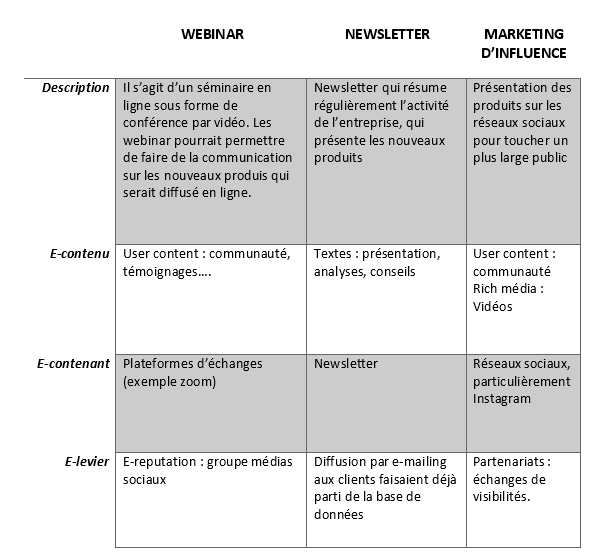 WEBINAR
NEWSLETTER
MARKETING
D’INFLUENCE
Description
Il s’agit d’un séminaire en
ligne sous forme de
conférence par vidéo. Les
webinar pourrait permettre
de faire de la communication
sur les nouveaux produis qui
serait diffusé en ligne.
Newsletter qui résume
régulièrement l’activité
de l’entreprise, qui
présente les nouveaux
produits
Présentation des
produits sur les
réseaux sociaux
pour toucher un
plus large public
E-contenu
User content : communauté,
témoignages....
Textes : présentation,
analyses, conseils
User content :
communauté
Rich média :
Vidéos
E-contenant
Plateformes d’échanges
(exemple zoom)
Newsletter
Réseaux sociaux,
particulièrement
Instagram
E-levier
E-reputation : groupe médias
sociaux
Diffusion par e-mailing
aux clients faisaient déjà
parti de la base de
données
Partenariats :
échanges de
visibilités.